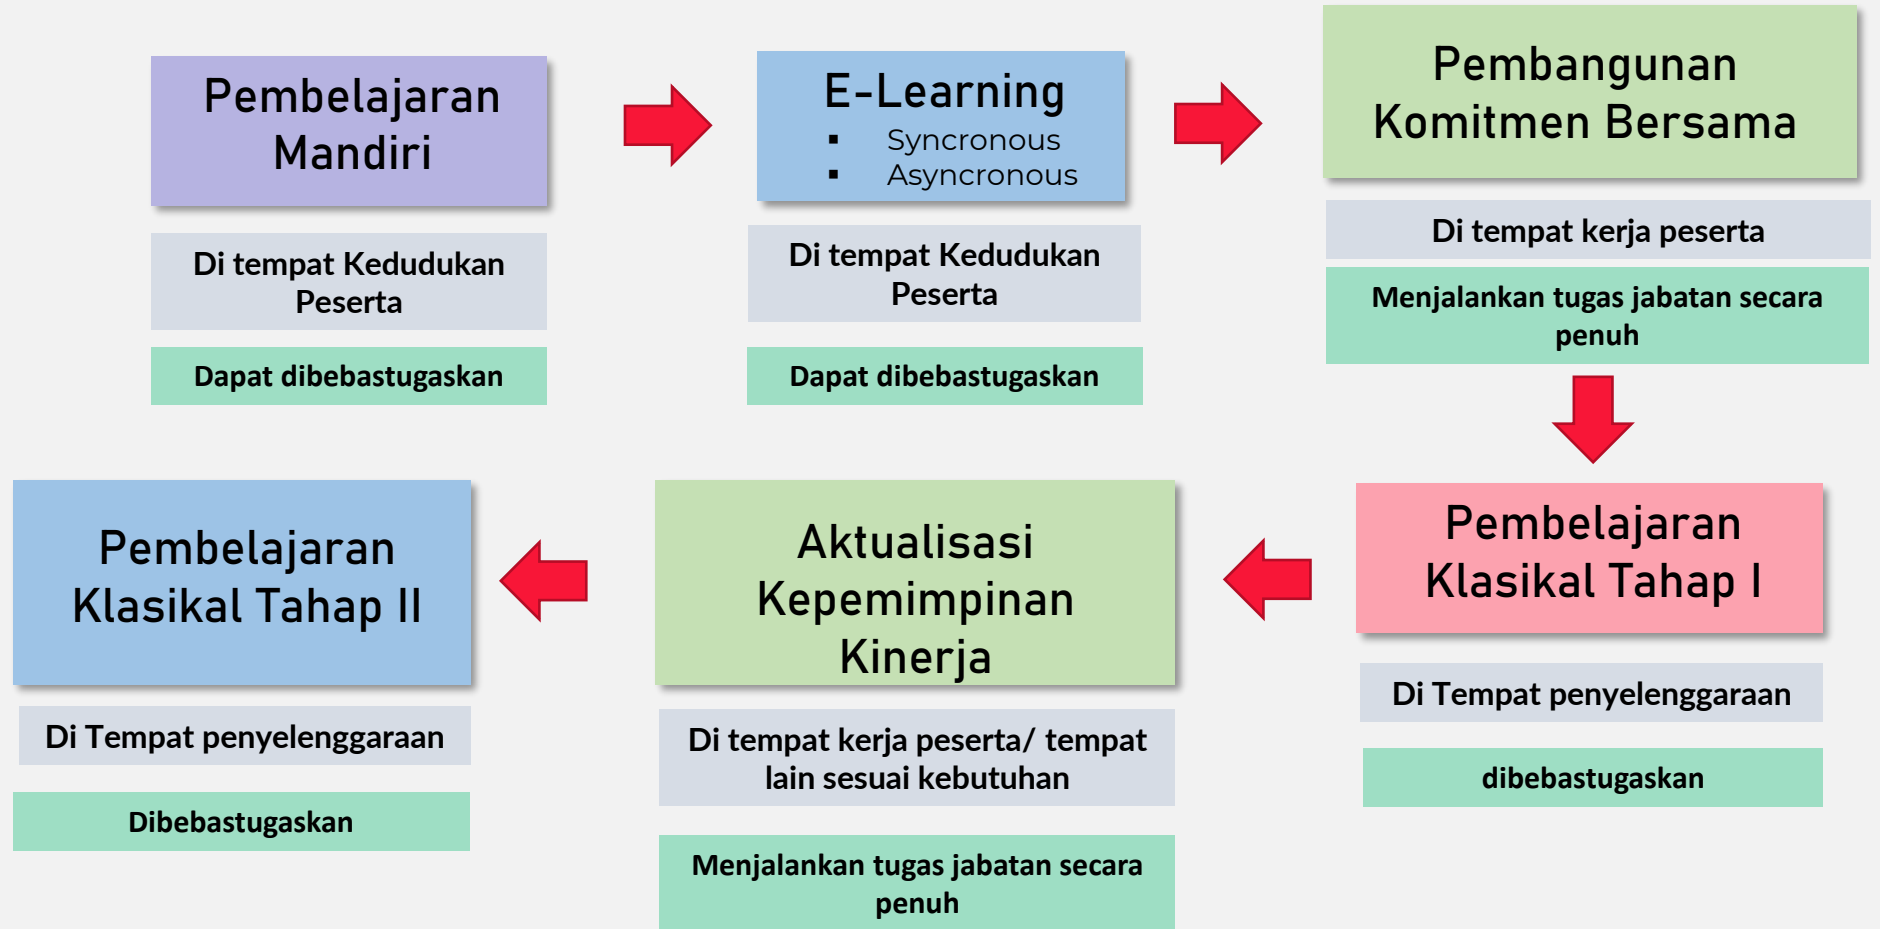 Pembelajaran
Mandiri
Di tempat Kedudukan
Peserta
Dapat dibebastugaskan
E-Learning
▪ Syncronous
▪ Asyncronous
Di tempat Kedudukan
Peserta
Dapat dibebastugaskan
Pembangunan
Komitmen Bersama
Di tempat kerja peserta
Menjalankan tugas jabatan secara
penuh
Pembelajaran
Klasikal Tahap I
Di Tempat penyelenggaraan
dibebastugaskan
Aktualisasi
Kepemimpinan
Kinerja
Di tempat kerja peserta/ tempat
lain sesuai kebutuhan
Menjalankan tugas jabatan secara
penuh
Pembelajaran
Klasikal Tahap II
Di Tempat penyelenggaraan
Dibebastugaskan